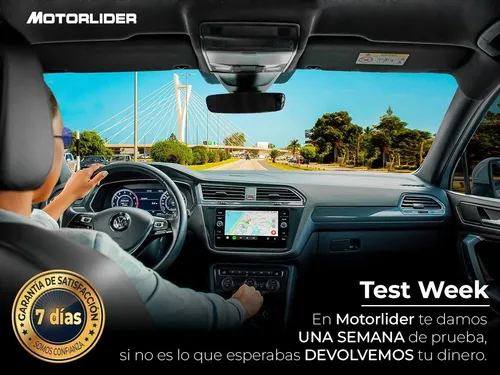 MOTORLIDER
GARANTÍA DE SATISFACCIÓN
7 días
SOMOS CONFIANZA
Test Week
En Motorlider te damos
UNA SEMANA de prueba,
si no es lo que esperabas DEVOLVEMOS tu dinero.